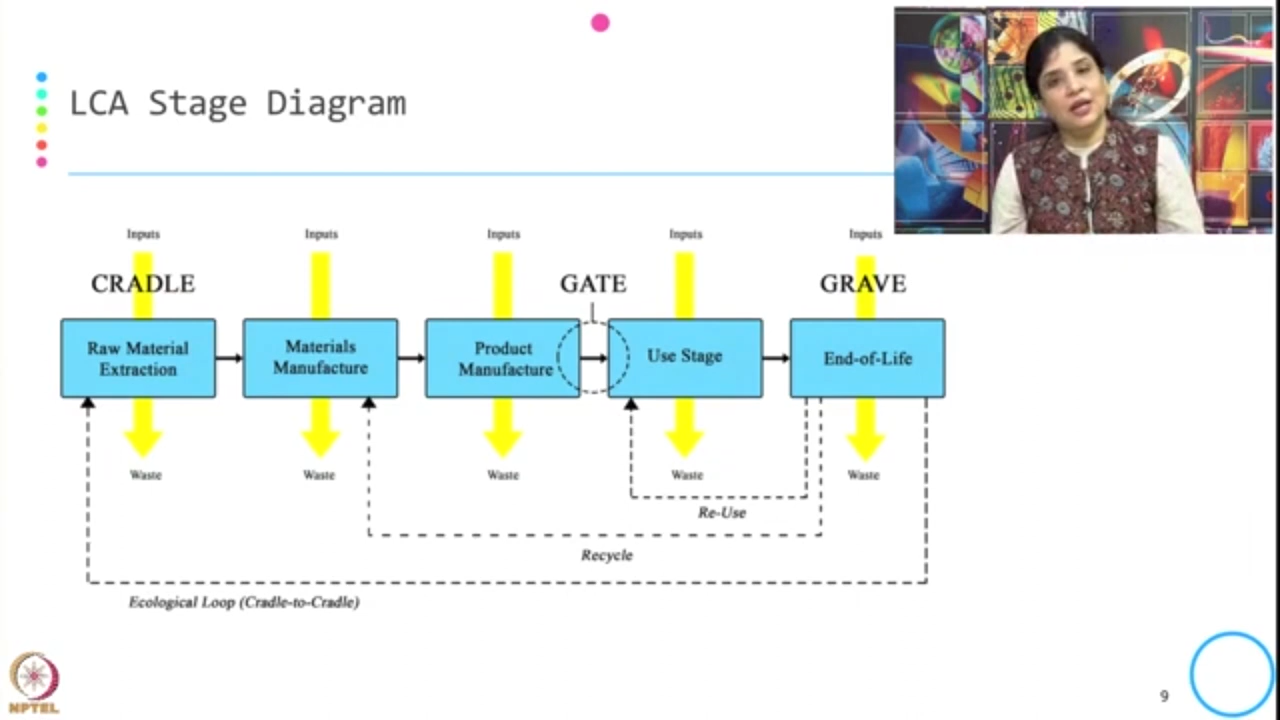 LCA Stage Diagram
Inputs
Inputs
Inputs
Inputs
Inputs
CRADLE
GATE
GRAVE
Raw Material
Extraction
Materials
Manufacture
Product
Manufacture
Use Stage
End-of-Life
Waste
Waste
Waste
Waste
Waste
Re-Use
Recycle
Ecological Loop (Cradle-to-Cradle)
NPTEL
9